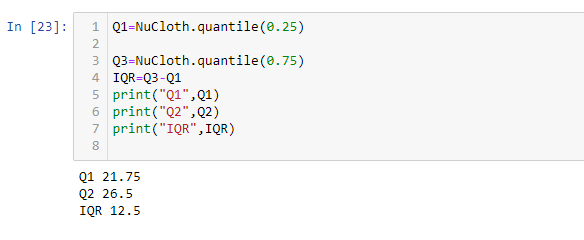 In [23]:
1 Q1=NuCloth.quantile(0.25)
2
3 Q3=NuCloth.quantile(0.75)
4 IQR=Q3-Q1
5 print("Q1",Q1)
6 print("Q2",Q2)
7 print("IQR",IQR)
8
Q1 21.75
Q2 26.5
IQR 12.5